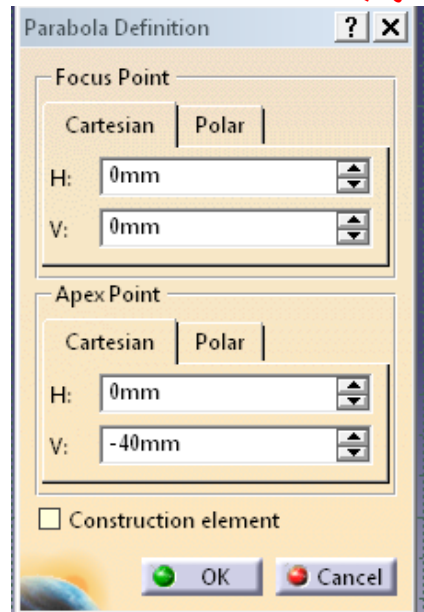 Parabola Definition ? X
Focus Point
Cartesian Polar
H: 0mm
V: 0mm
Apex Point
Cartesian Polar
H: 0mm
V: -40mm
Construction element
OK Cancel